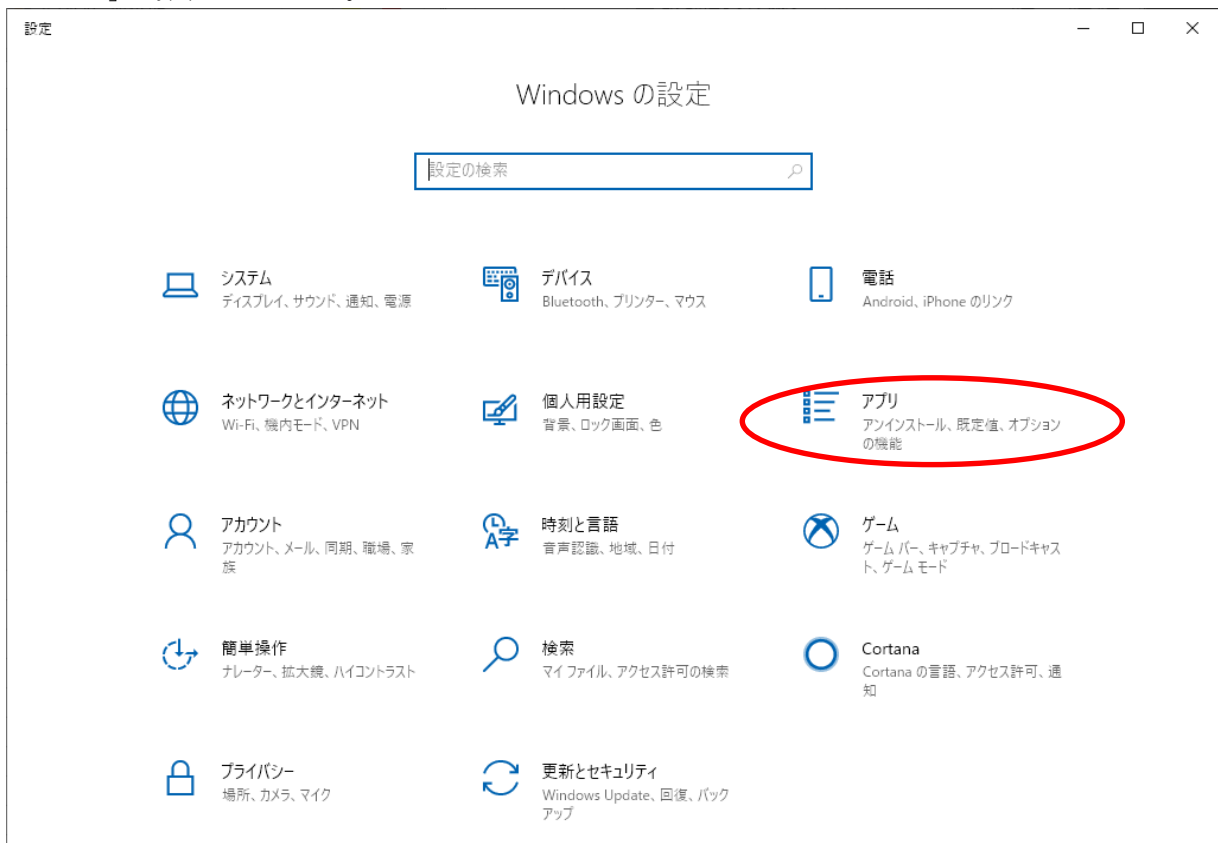 設定
Windows の設定
設定の検索
システム
ディスプレイ、サウンド、通知、電源
デバイス
Bluetooth、プリンター、マウス
電話
Android、iPhone のリンク
ネットワークとインターネット
Wi-Fi、機内モード、VPN
個人用設定
背景、ロック画面、色
アプリ
アンインストール、既定値、オプション
の機能
アカウント
アカウント、メール、同期、職場、家
族
時刻と言語
音声認識、地域、日付
ゲーム
ゲーム バー、キャプチャ、ブロードキャス
ト、ゲーム モード
簡単操作
ナレーター、拡大鏡、ハイコントラスト
検索
マイ ファイル、アクセス許可の検索
Cortana
Cortana の言語、アクセス許可、通
知
プライバシー
場所、カメラ、マイク
更新とセキュリティ
Windows Update、回復、バック
アップ